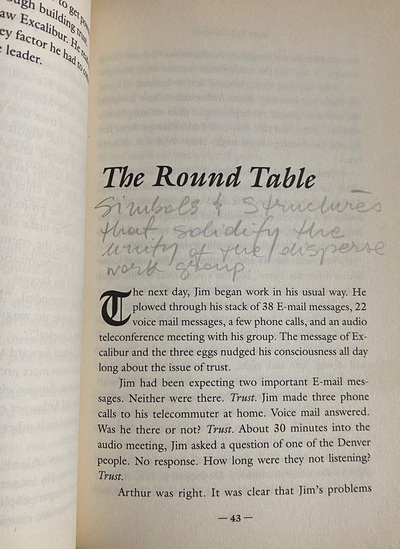 to get
ough building
aw Excalibur. He
ey factor he had to
e leader.
The Round Table
Simbols & Structures
that solidify the
unity of the disperse
work group
The next day, Jim began work in his usual way. He
plowed through his stack of 38 E-mail messages, 22
voice mail messages, a few phone calls, and an audio
teleconference meeting with his group. The message of Ex-
calibur and the three eggs nudged his consciousness all day
long about the issue of trust.
Jim had been expecting two important E-mail mes-
sages. Neither were there. Trust. Jim made three phone
calls to his telecommuter at home. Voice mail answered.
Was he there or not? Trust. About 30 minutes into the
audio meeting, Jim asked a question of one of the Denver
people. No response. How long were they not listening?
Trust.
Arthur was right. It was clear that Jim's problems
— 43 —